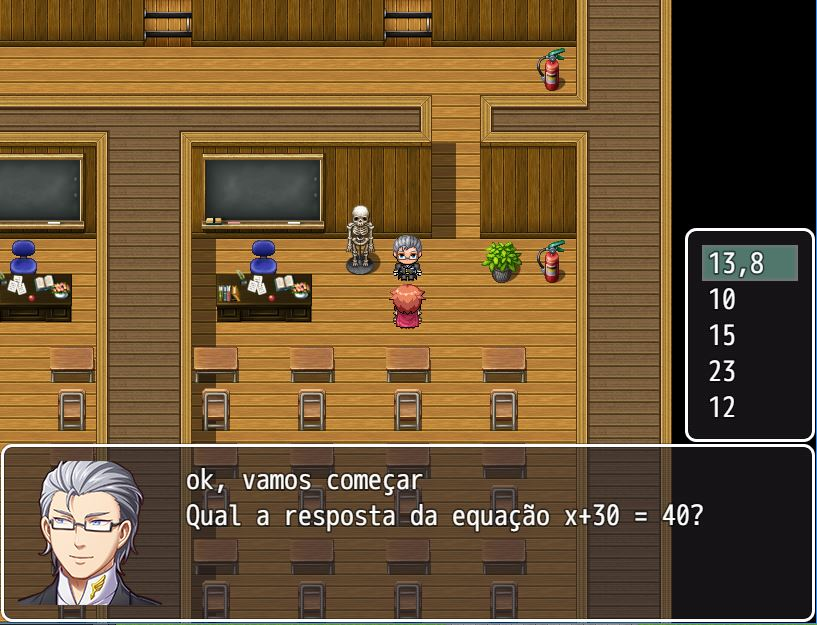 13,8
10
15
23
12
ok, vamos começar
Qual a resposta da equação x+30 = 40?